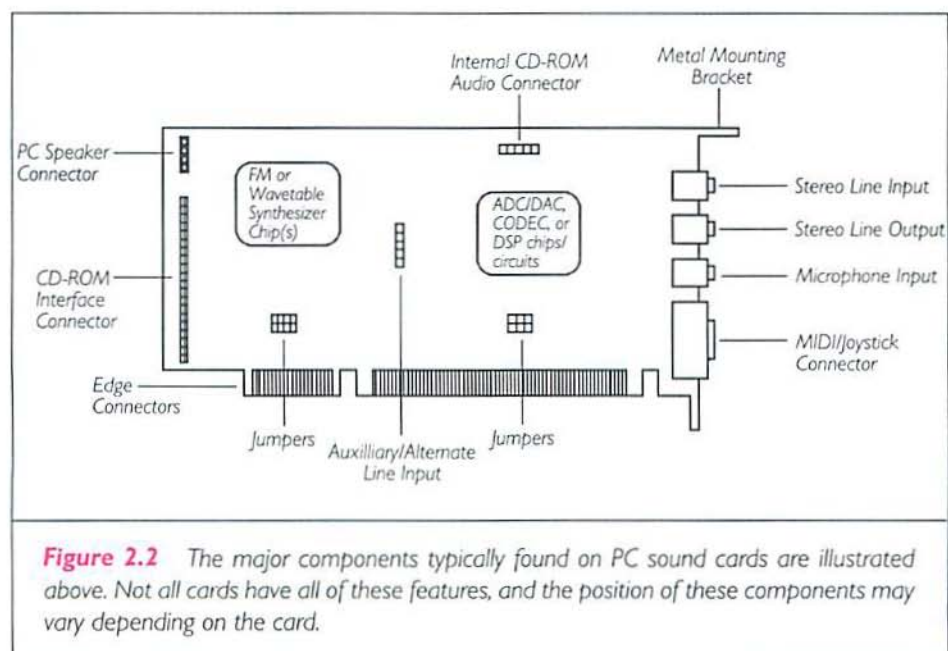 Internal CD-ROM
Audio Connector
Metal Mounting
Bracket
PC Speaker
Connector
FM or
Wavetable
Synthesizer
Chip(s)
ADC/DAC,
CODEC, or
DSP chips/
circuits
Stereo Line Input
Stereo Line Output
Microphone Input
CD-ROM
Interface
Connector
MIDI/Joystick
Connector
Edge
Connectors
Jumpers
Auxilliary/Alternate
Line Input
Jumpers
Figure 2.2 The major components typically found on PC sound cards are illustrated
above. Not all cards have all of these features, and the position of these components may
vary depending on the card.